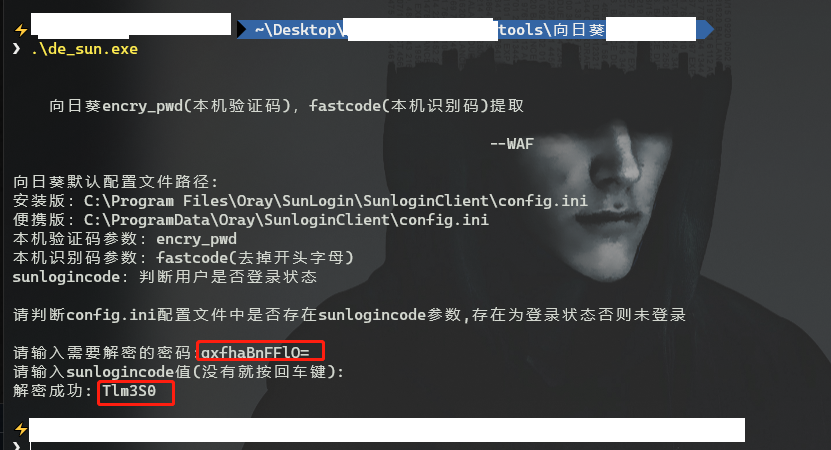 ~\Desktop\ tools\向日葵
❯ .\de_sun.exe
向日葵encry_pwd(本机验证码), fastcode(本机识别码)提取
--WAF
向日葵默认配置文件路径:
安装版: C:\Program Files\Oray\SunLogin\SunloginClient\config.ini
便携版: C:\ProgramData\Oray\SunloginClient\config.ini
本机验证码参数: encry_pwd
本机识别码参数: fastcode(去掉开头字母)
sunlogincode: 判断用户是否登录状态
请判断config.ini配置文件中是否存在sunlogincode参数,存在为登录状态否则未登录
请输入需要解密的密码:qxfhaBnFFlO=
请输入sunlogincode值(没有就按回车键):
解密成功: Tlm3S0
❯